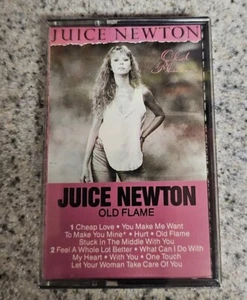 JUICE NEWTON
Old
Flame
JUICE NEWTON
OLD FLAME
1 Cheap Love • You Make Me Want
To Make You Mine* • Hurt • Old Flame
Stuck in The Middle With You
2 Feel A Whole Lot Better • What Can I Do With
My Heart • With You • One Touch
Let Your Woman Take Care Of You